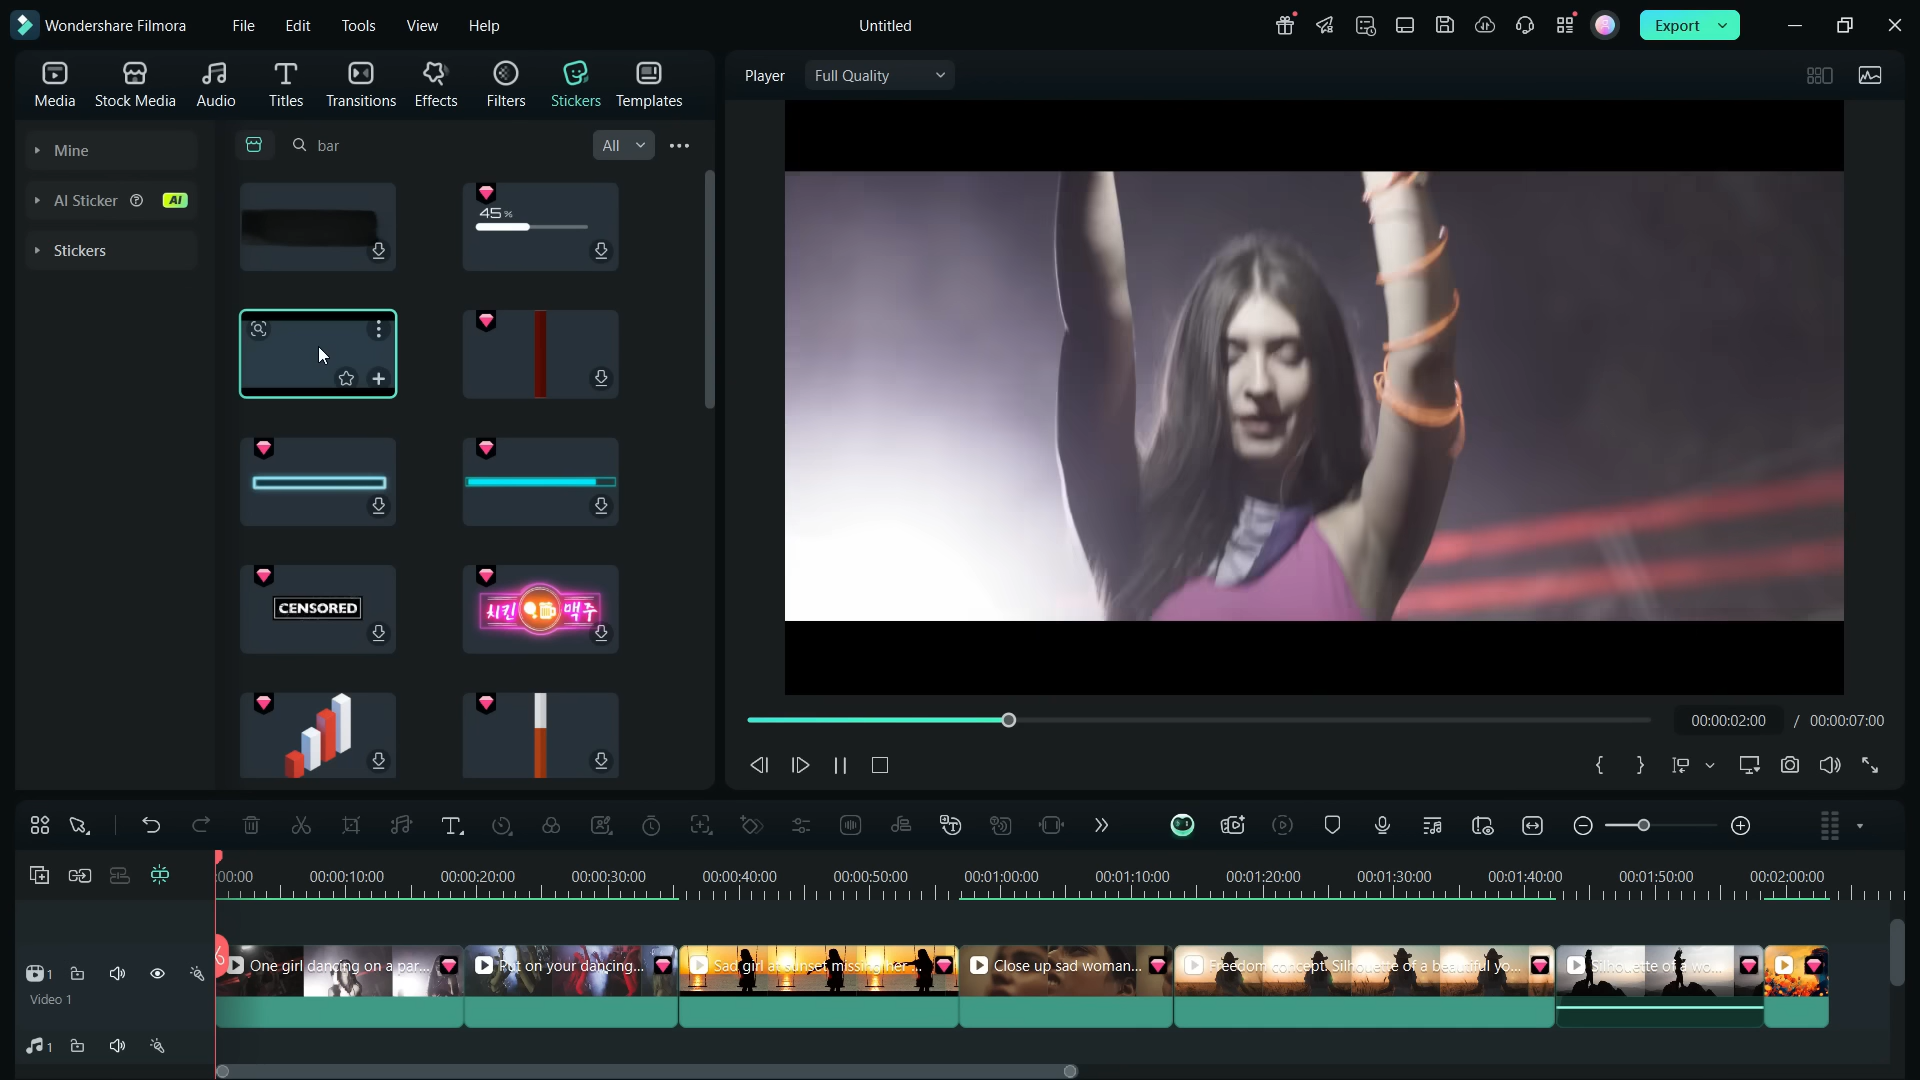 Wondershare Filmora
File
Edit
Tools
View
Help
Untitled
Export
Media
Stock Media
Audio
Titles
Transitions
Effects
Filters
Stickers
Templates
Player
Full Quality
Mine
AI Sticker
AI
Stickers
bar
All
45 %
CENSORED
치킨
맥주
00:00:02:00 / 00:00:07:00
:00:00
00:00:10:00
00:00:20:00
00:00:30:00
00:00:40:00
00:00:50:00
00:01:00:00
00:01:10:00
00:01:20:00
00:01:30:00
00:01:40:00
00:01:50:00
00:02:00:00
1
One girl dancing on a par...
Put on your dancing...
Sad girl at sunset missing her ...
Close up sad woman...
Freedom concept. Silhouette of a beautiful yo...
Silhouette of a wo...
Video 1
1